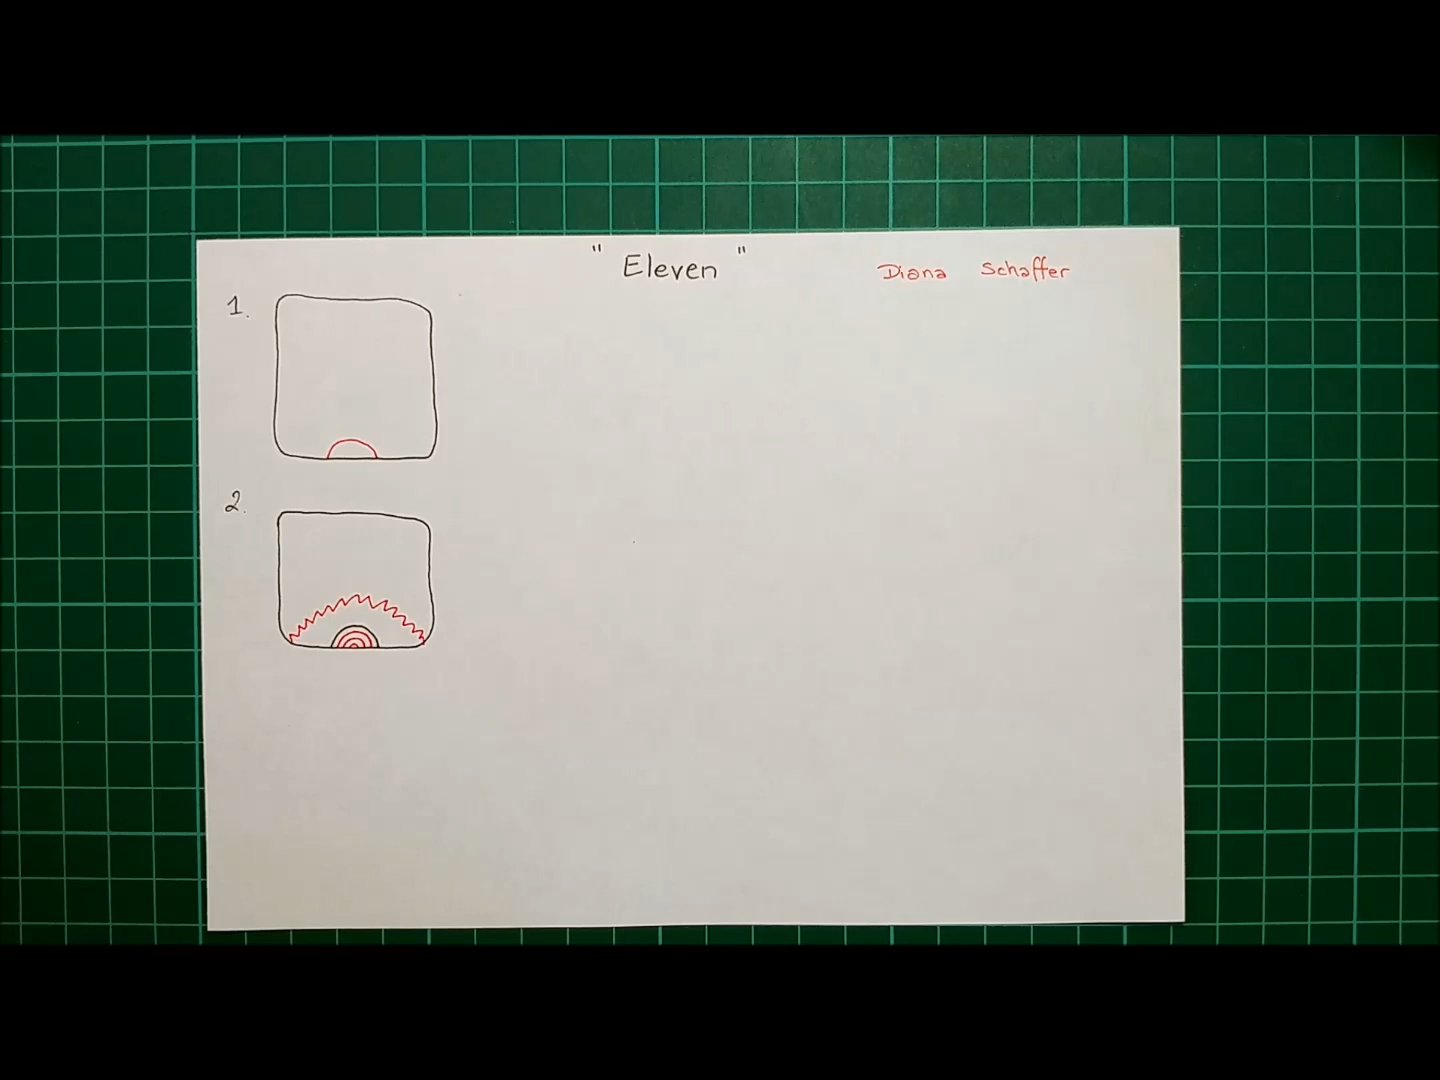 " Eleven "
Diana Schaffer
1.
2.